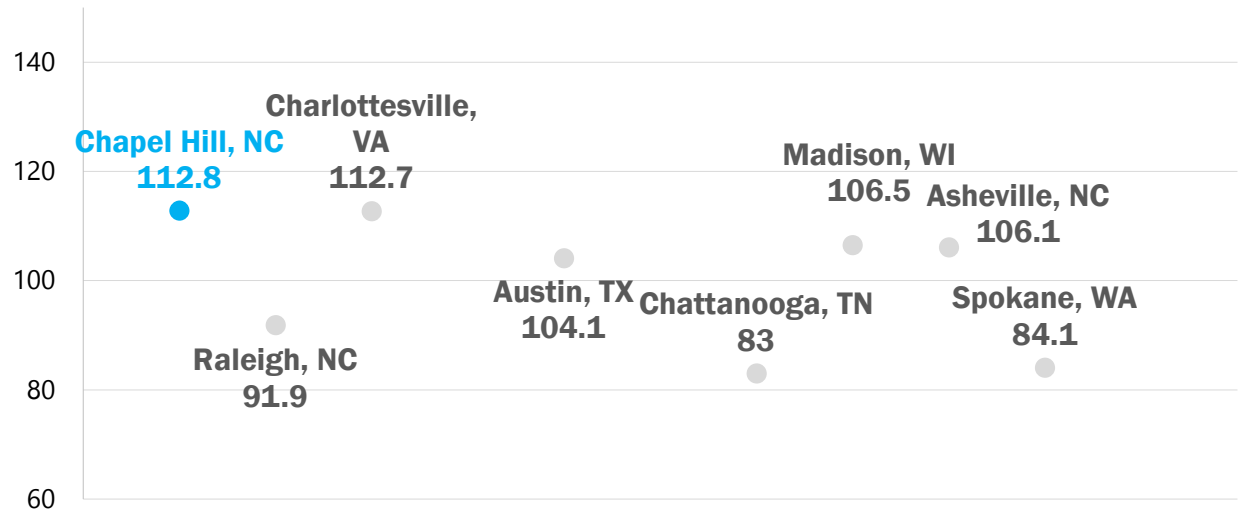 140
120
100
80
60
Chapel Hill, NC
112.8
Raleigh, NC
91.9
Charlottesville,
VA
112.7
Austin, TX
104.1
Chattanooga, TN
83
Madison, WI
106.5
Asheville, NC
106.1
Spokane, WA
84.1